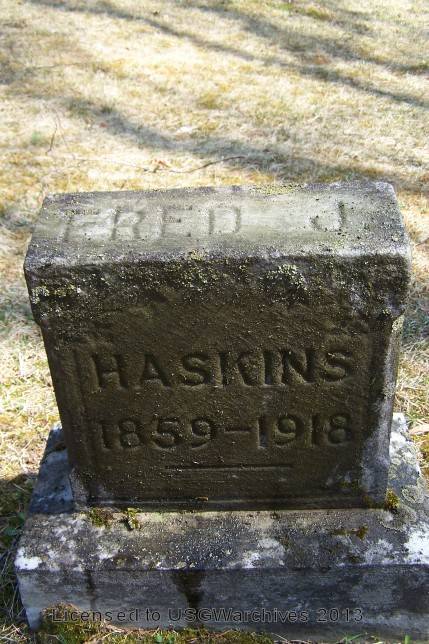 FRED J.
HASKINS
1859-1918
Licensed to USGWarchives 2013